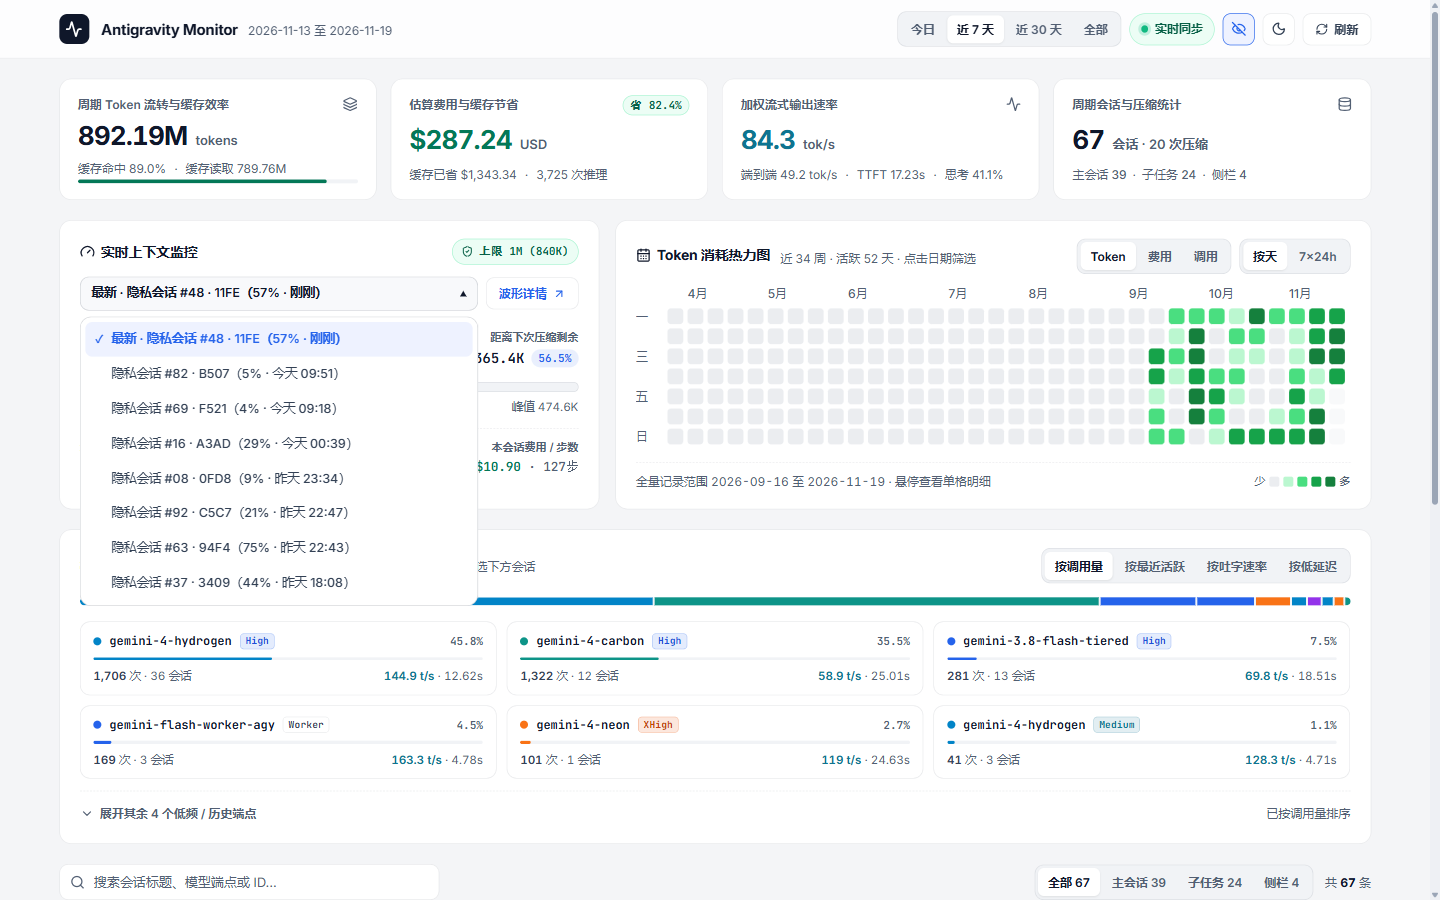 Antigravity Monitor 2026-11-13 至 2026-11-19
今日 近 7 天 近 30 天 全部 实时同步 刷新
周期 Token 流转与缓存效率
892.19M tokens
缓存命中 89.0% · 缓存读取 789.76M
估算费用与缓存节省 省 82.4%
$287.24 USD
缓存已省 $1,343.34 · 3,725 次推理
加权流式输出速率
84.3 tok/s
端到端 49.2 tok/s · TTFT 17.23s · 思考 41.1%
周期会话与压缩统计
67 会话 · 20 次压缩
主会话 39 · 子任务 24 · 侧栏 4
实时上下文监控 上限 1M (840K)
最新 · 隐私会话 #48 · 11FE（57% · 刚刚) ▲ 波形详情
✓ 最新 · 隐私会话 #48 · 11FE（57% · 刚刚)
隐私会话 #82 · B507（5% · 今天 09:51)
隐私会话 #69 · F521（4% · 今天 09:18)
隐私会话 #16 · A3AD（29% · 今天 00:39)
隐私会话 #08 · 0FD8（9% · 昨天 23:34)
隐私会话 #92 · C5C7（21% · 昨天 22:47)
隐私会话 #63 · 94F4（75% · 昨天 22:43)
隐私会话 #37 · 3409（44% · 昨天 18:08)
距离下次压缩剩余
365.4K 56.5%
峰值 474.6K
本会话费用 / 步数
$10.90 · 127步
Token 消耗热力图 近 34 周 · 活跃 52 天 · 点击日期筛选
Token 费用 调用 按天 7×24h
4月 5月 6月 7月 8月 9月 10月 11月
一
三
五
日
全量记录范围 2026-09-16 至 2026-11-19 · 悬停查看单格明细 少 多
选下方会话 按调用量 按最近活跃 按吐字速率 按低延迟
gemini-4-hydrogen High 45.8%
1,706 次 · 36 会话 144.9 t/s · 12.62s
gemini-4-carbon High 35.5%
1,322 次 · 12 会话 58.9 t/s · 25.01s
gemini-3.8-flash-tiered High 7.5%
281 次 · 13 会话 69.8 t/s · 18.51s
gemini-flash-worker-agy Worker 4.5%
169 次 · 3 会话 163.3 t/s · 4.78s
gemini-4-neon XHigh 2.7%
101 次 · 1 会话 119 t/s · 24.63s
gemini-4-hydrogen Medium 1.1%
41 次 · 3 会话 128.3 t/s · 4.71s
展开其余 4 个低频 / 历史端点 已按调用量排序
搜索会话标题、模型端点或 ID... 全部 67 主会话 39 子任务 24 侧栏 4 共 67 条